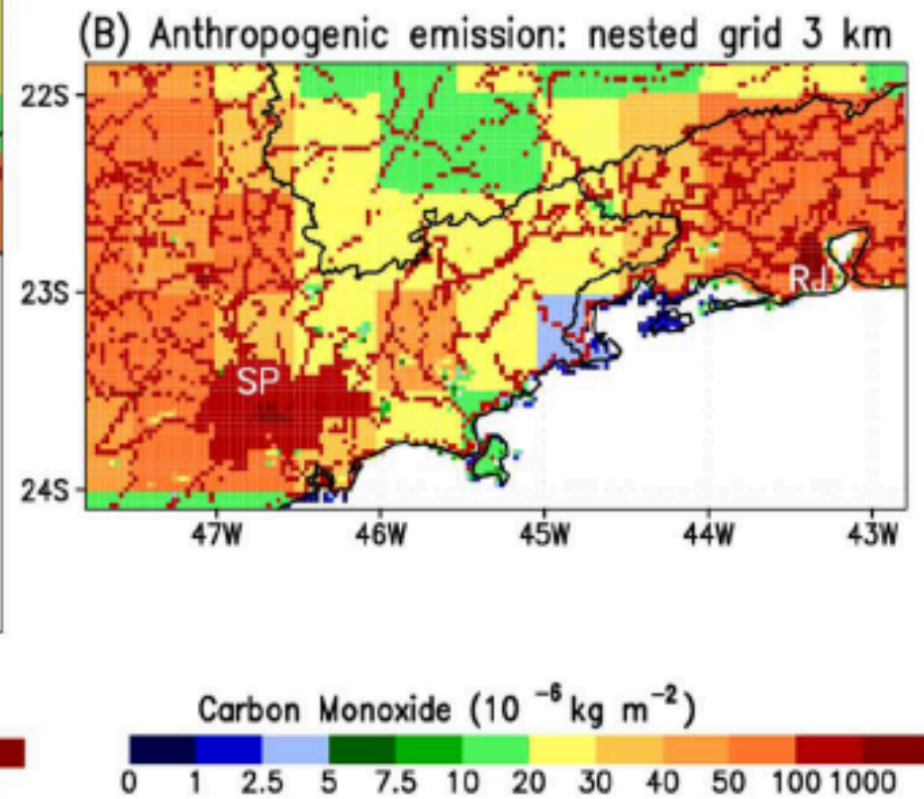 (B) Anthropogenic emission: nested grid 3 km
22S
23S
24S
SP
RJ
47W 46W 45W 44W 43W
Carbon Monoxide (10 ⁻⁶ kg m⁻²)
0 1 2.5 5 7.5 10 20 30 40 50 100 1000